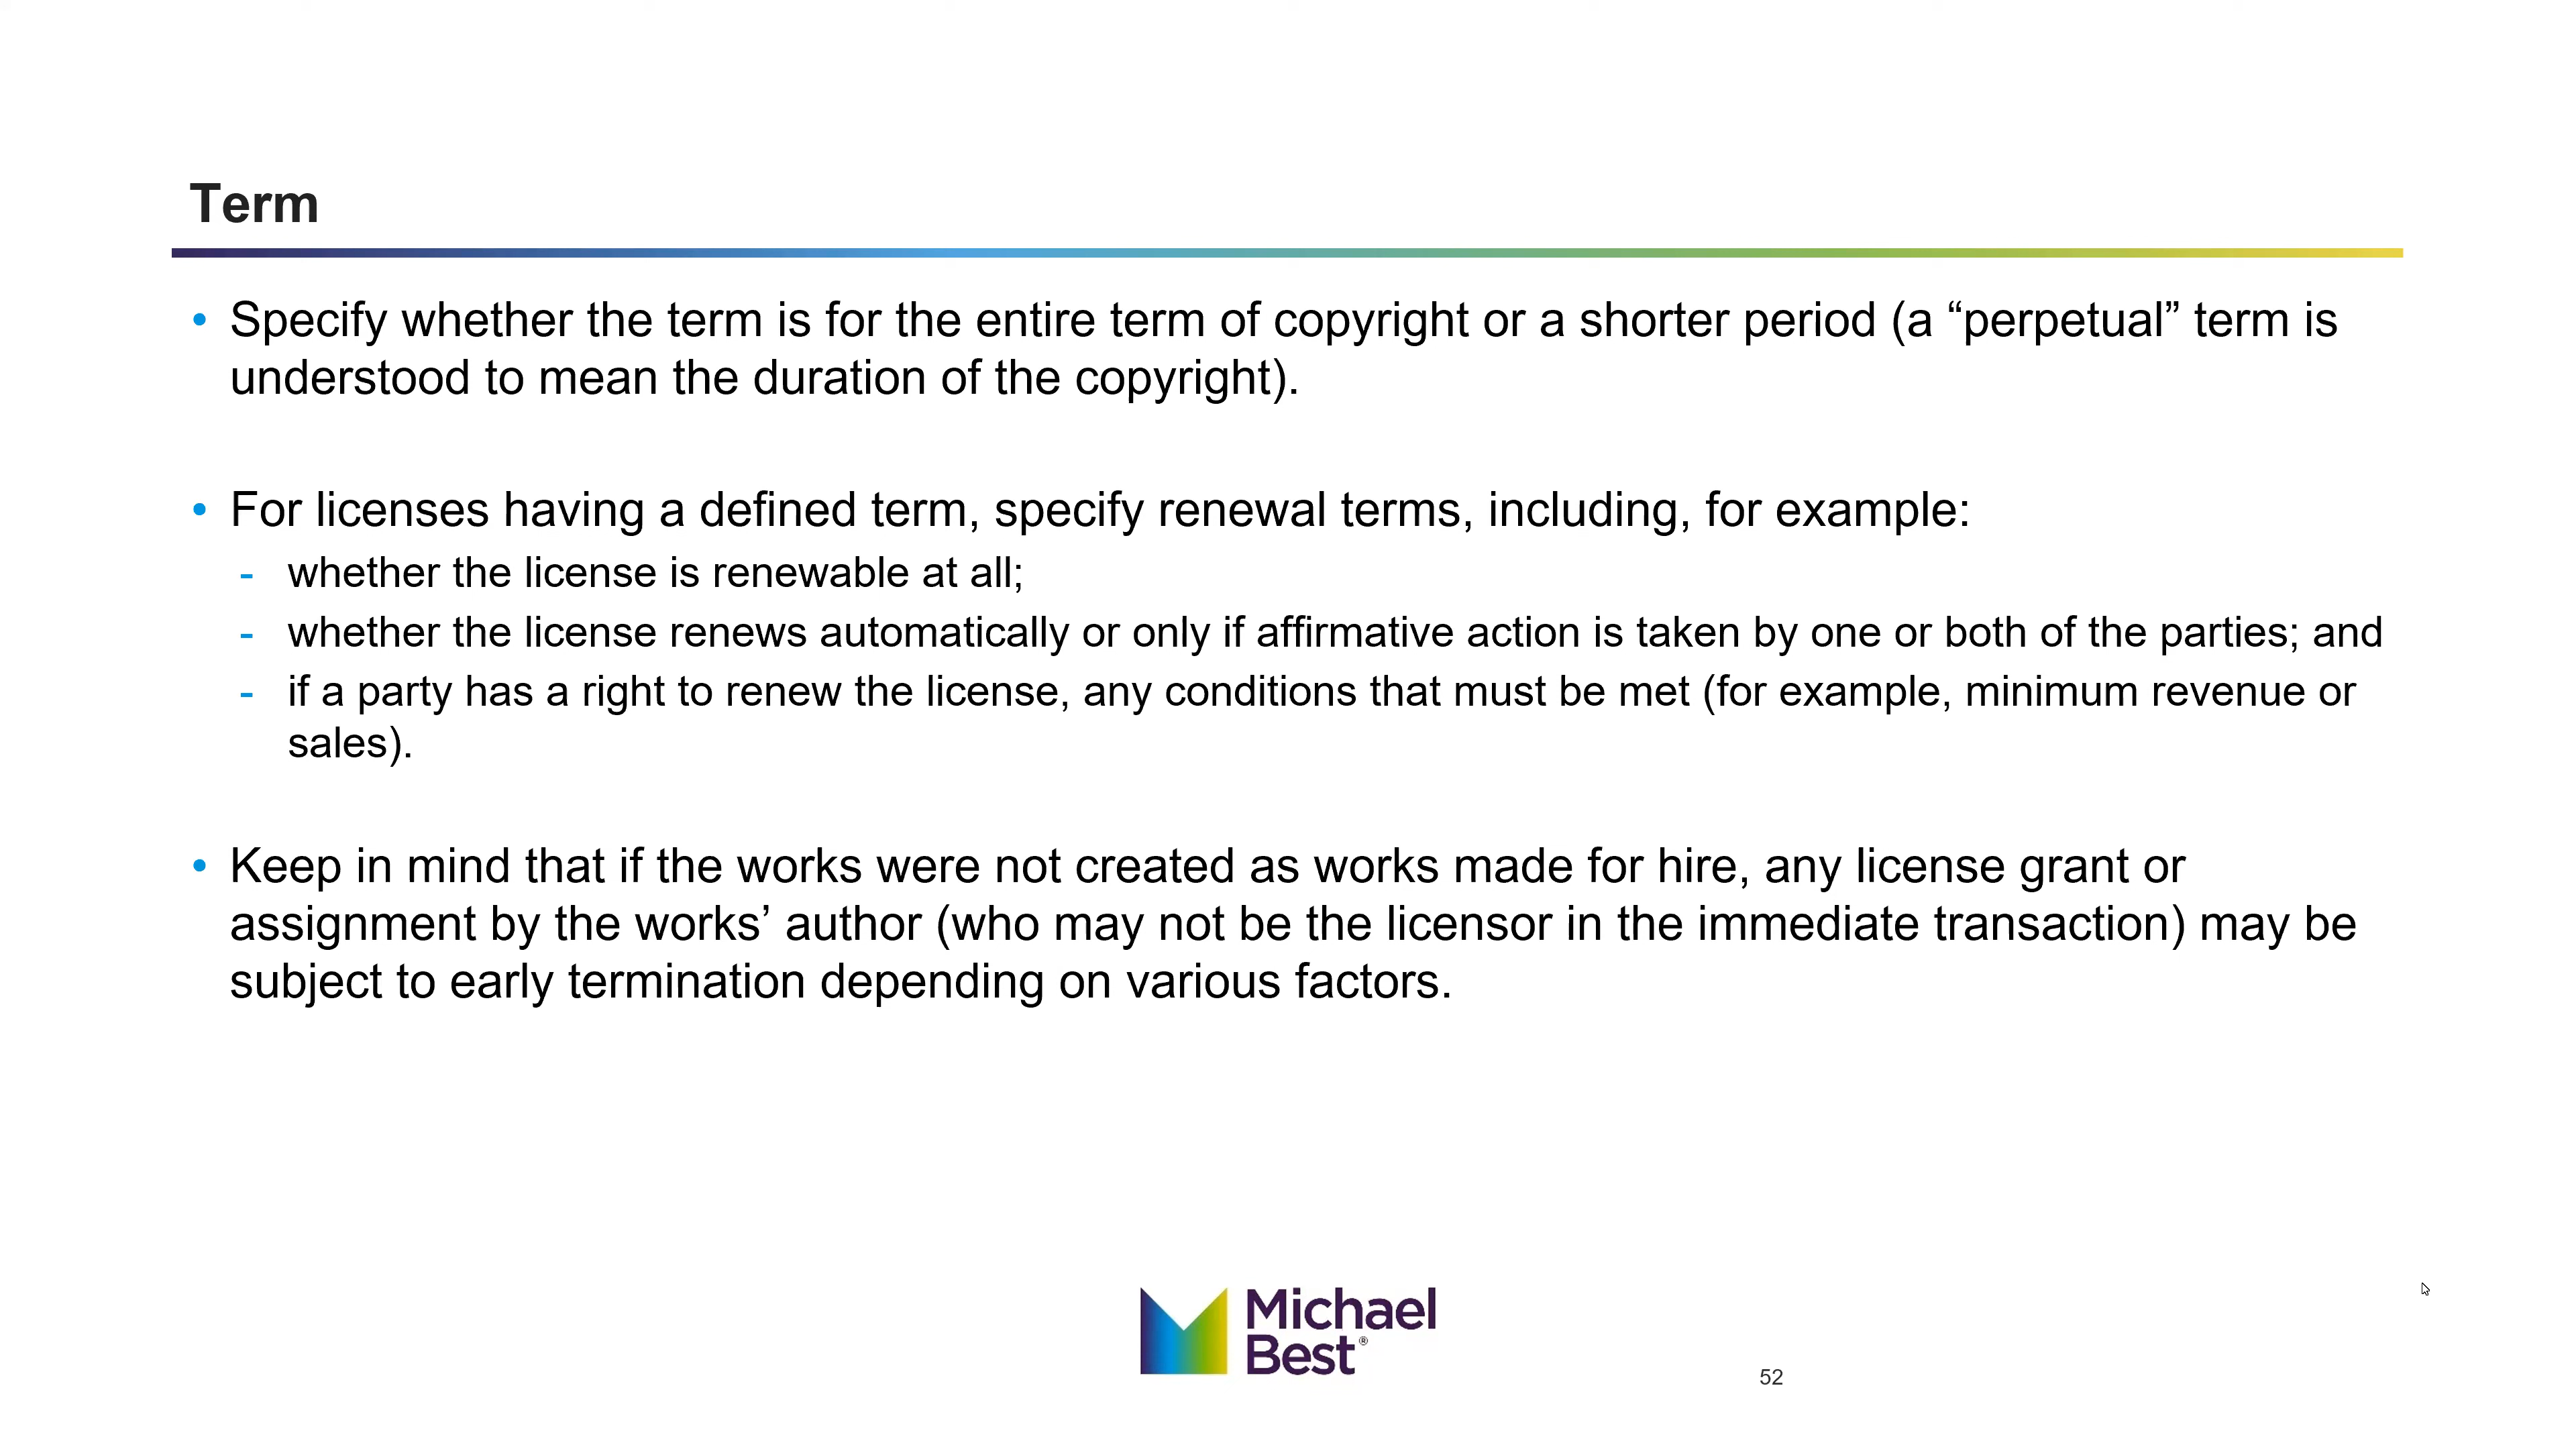 Term
• Specify whether the term is for the entire term of copyright or a shorter period (a “perpetual” term is
understood to mean the duration of the copyright).
• For licenses having a defined term, specify renewal terms, including, for example:
- whether the license is renewable at all;
- whether the license renews automatically or only if affirmative action is taken by one or both of the parties; and
- if a party has a right to renew the license, any conditions that must be met (for example, minimum revenue or
sales).
• Keep in mind that if the works were not created as works made for hire, any license grant or
assignment by the works’ author (who may not be the licensor in the immediate transaction) may be
subject to early termination depending on various factors.
Michael
Best®
52